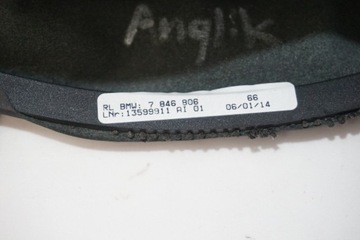 Anglik
RL BMW: 7 846 906 66
LNr:13599911 AI 01 06/01/14